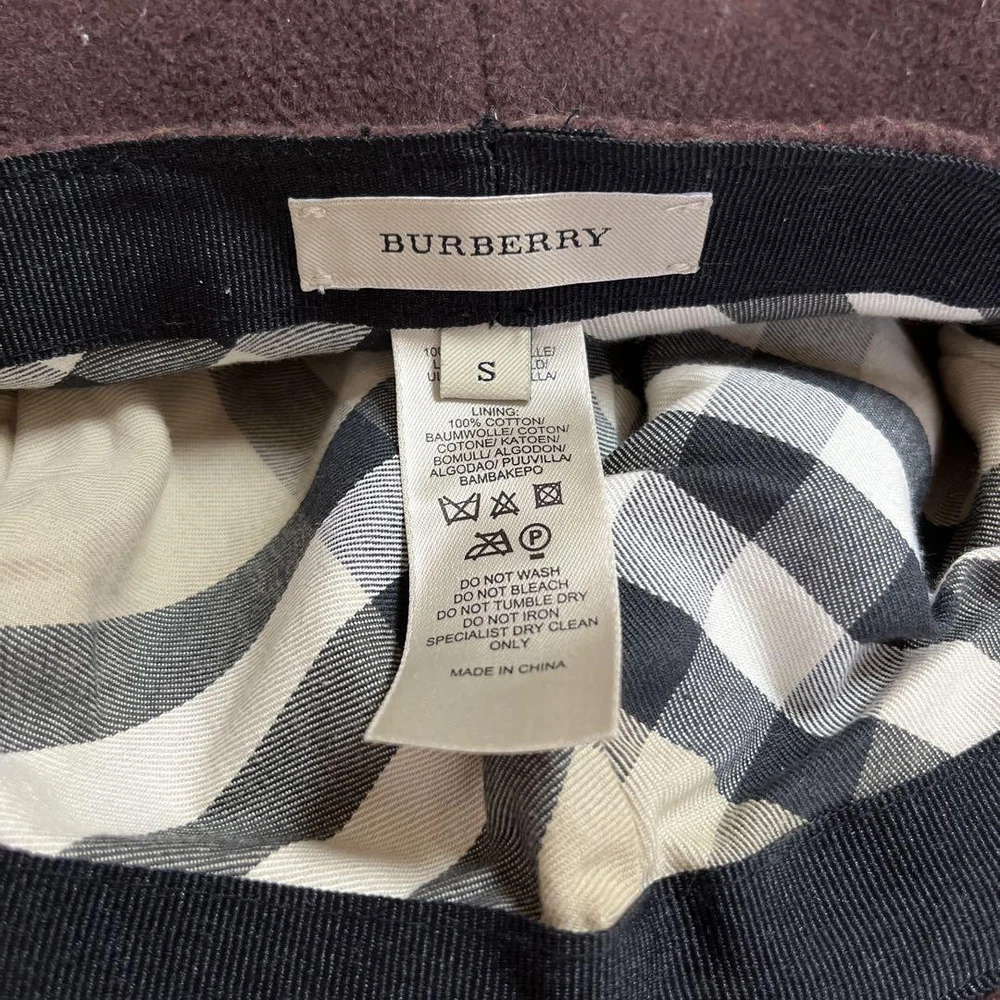 BURBERRY
S
LINING:
100% COTTON/
BAUMWOLLE/ COTON/
COTONE/ KATOEN/
BOMULL/ ALGODON/
ALGODAO/ PUUVILLA/
BAMBAKEPO
P
DO NOT WASH
DO NOT BLEACH
DO NOT TUMBLE DRY
DO NOT IRON
SPECIALIST DRY CLEAN
ONLY
MADE IN CHINA